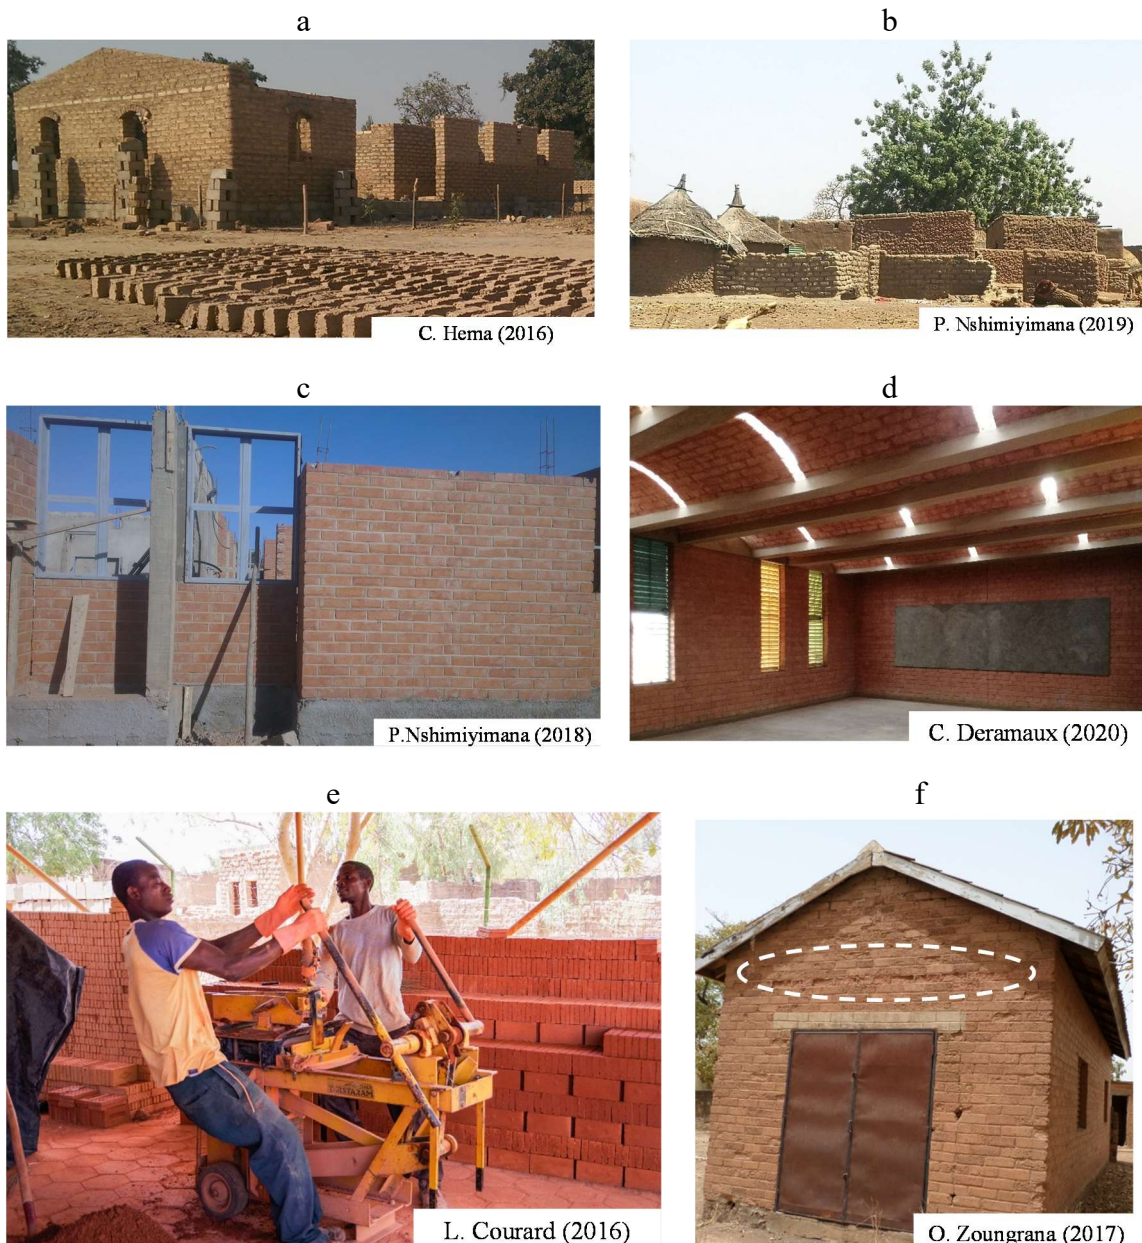 a
b
C. Hema (2016)
P. Nshimiyimana (2019)
c
d
P.Nshimiyimana (2018)
C. Deramaux (2020)
e
f
L. Courard (2016)
O. Zoungrana (2017)